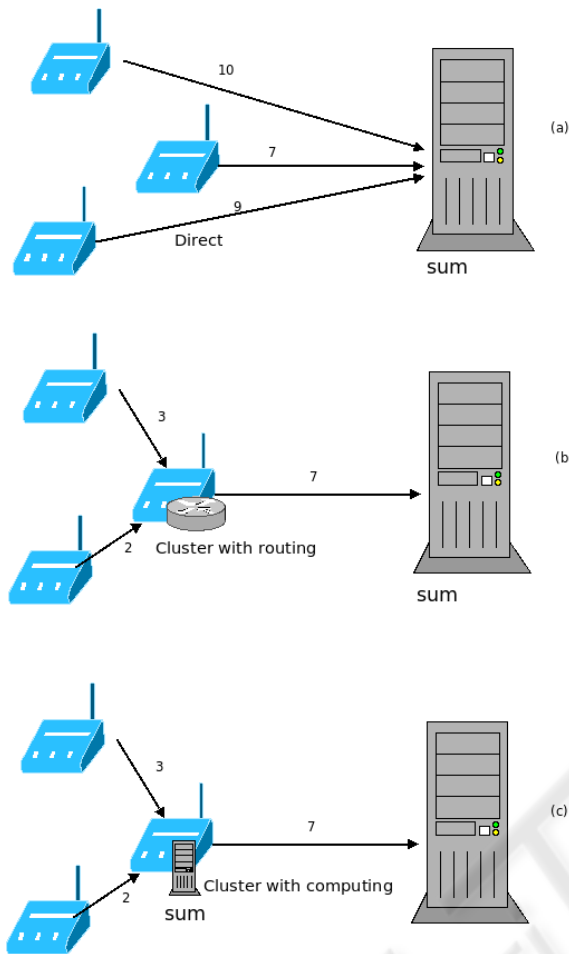 10
(a)
7
9
Direct
sum
3
(b
7
2
Cluster with routing
sum
3
(c)
7
2
Cluster with computing
sum